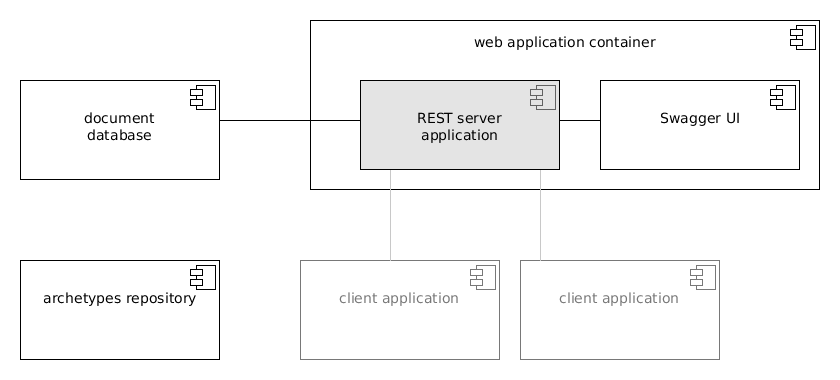 web application container
document
database
REST server
application
Swagger UI
archetypes repository
client application
client application